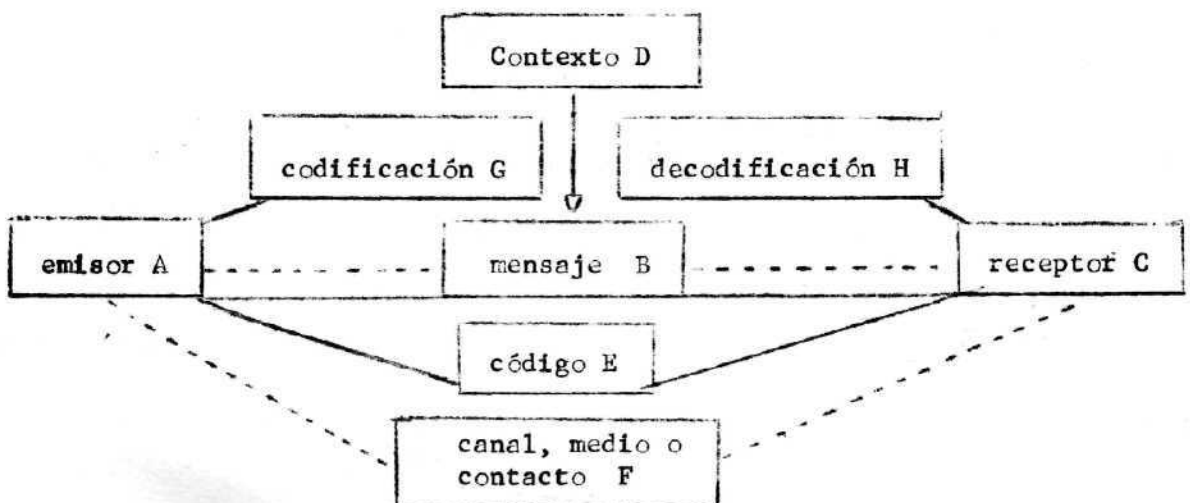 Contexto D
codificación G
decodificación H
emisor A
mensaje B
receptor C
código E
canal, medio o
contacto F